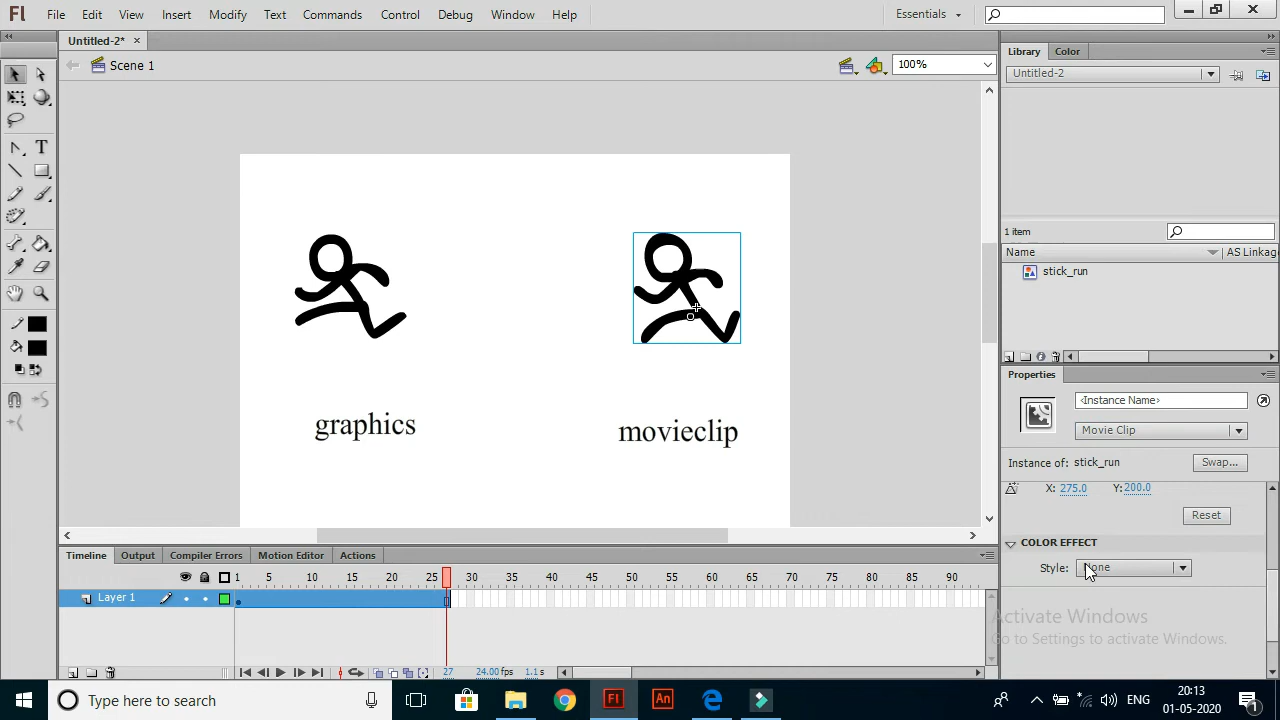 Fl File Edit View Insert Modify Text Commands Control Debug Window Help Essentials
Untitled-2*
Scene 1
100%
Library Color
Untitled-2
1 item
Name AS Linkag
stick_run
graphics
movieclip
Properties
<Instance Name>
Movie Clip
Instance of: stick_run Swap...
X: 275.0 Y: 200.0
Reset
COLOR EFFECT
Style: None
Timeline Output Compiler Errors Motion Editor Actions
1 5 10 15 20 25 30 35 40 45 50 55 60 65 70 75 80 85 90
Layer 1
27 24.00 fps 1.1 s
Activate Windows
Go to Settings to activate Windows.
Type here to search
Fl An ENG
20:13
01-05-2020
1